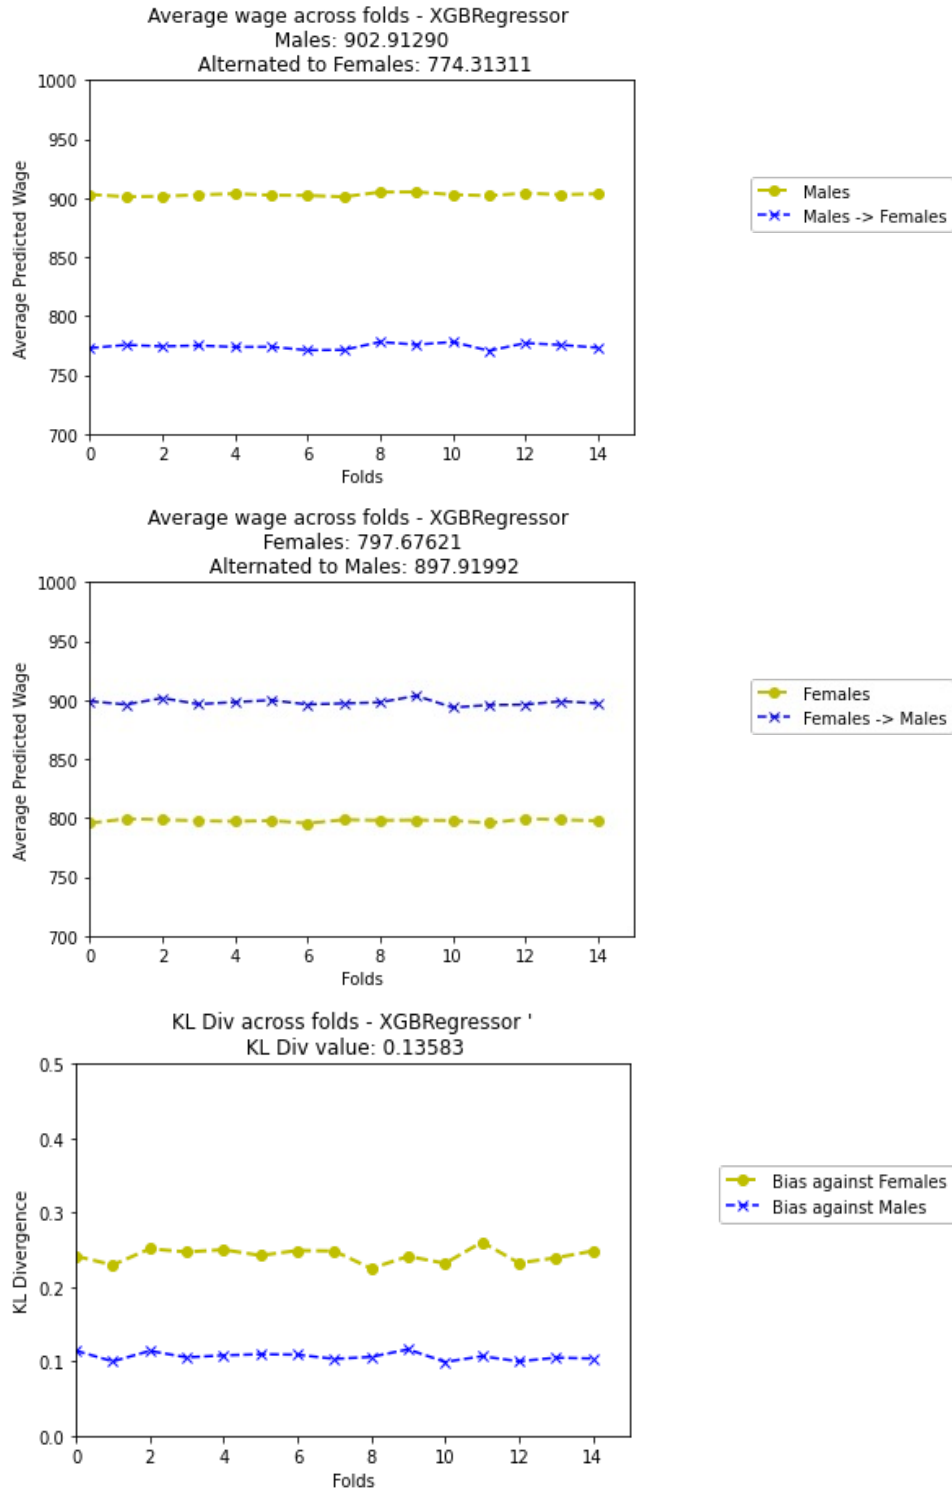 Average wage across folds - XGBRegressor
Males: 902.91290
Alternated to Females: 774.31311
1000
950
900
850
800
750
700
Average Predicted Wage
0 2 4 6 8 10 12 14
Folds
Males
Males -> Females
Average wage across folds - XGBRegressor
Females: 797.67621
Alternated to Males: 897.91992
1000
950
900
850
800
750
700
Average Predicted Wage
0 2 4 6 8 10 12 14
Folds
Females
Females -> Males
KL Div across folds - XGBRegressor '
KL Div value: 0.13583
0.5
0.4
0.3
0.2
0.1
0.0
KL Divergence
0 2 4 6 8 10 12 14
Folds
Bias against Females
Bias against Males